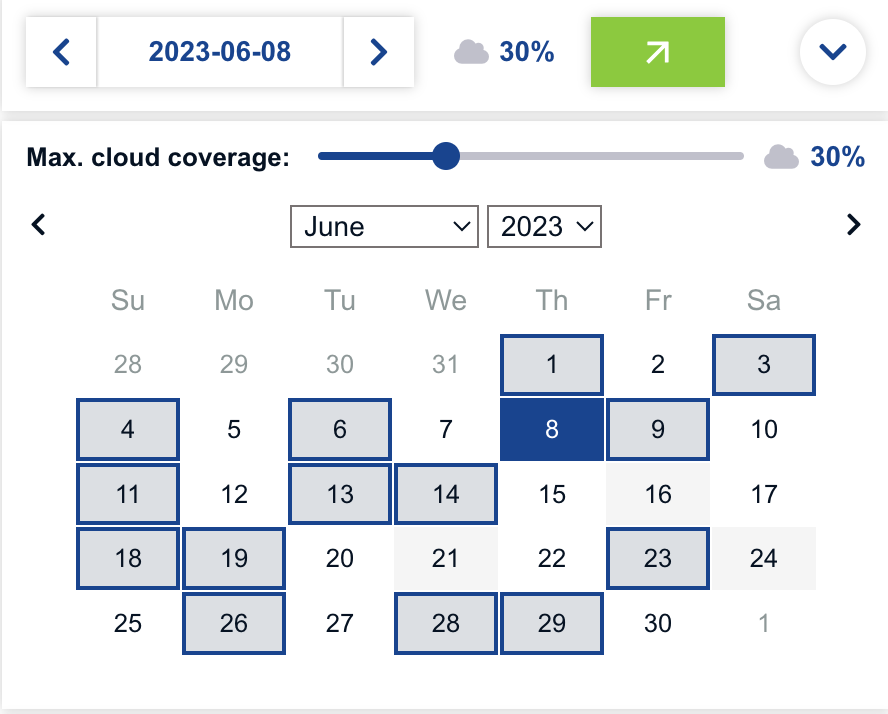 2023-06-08 30%
Max. cloud coverage: 30%
June 2023
Su Mo Tu We Th Fr Sa
28 29 30 31 1 2 3
4 5 6 7 8 9 10
11 12 13 14 15 16 17
18 19 20 21 22 23 24
25 26 27 28 29 30 1